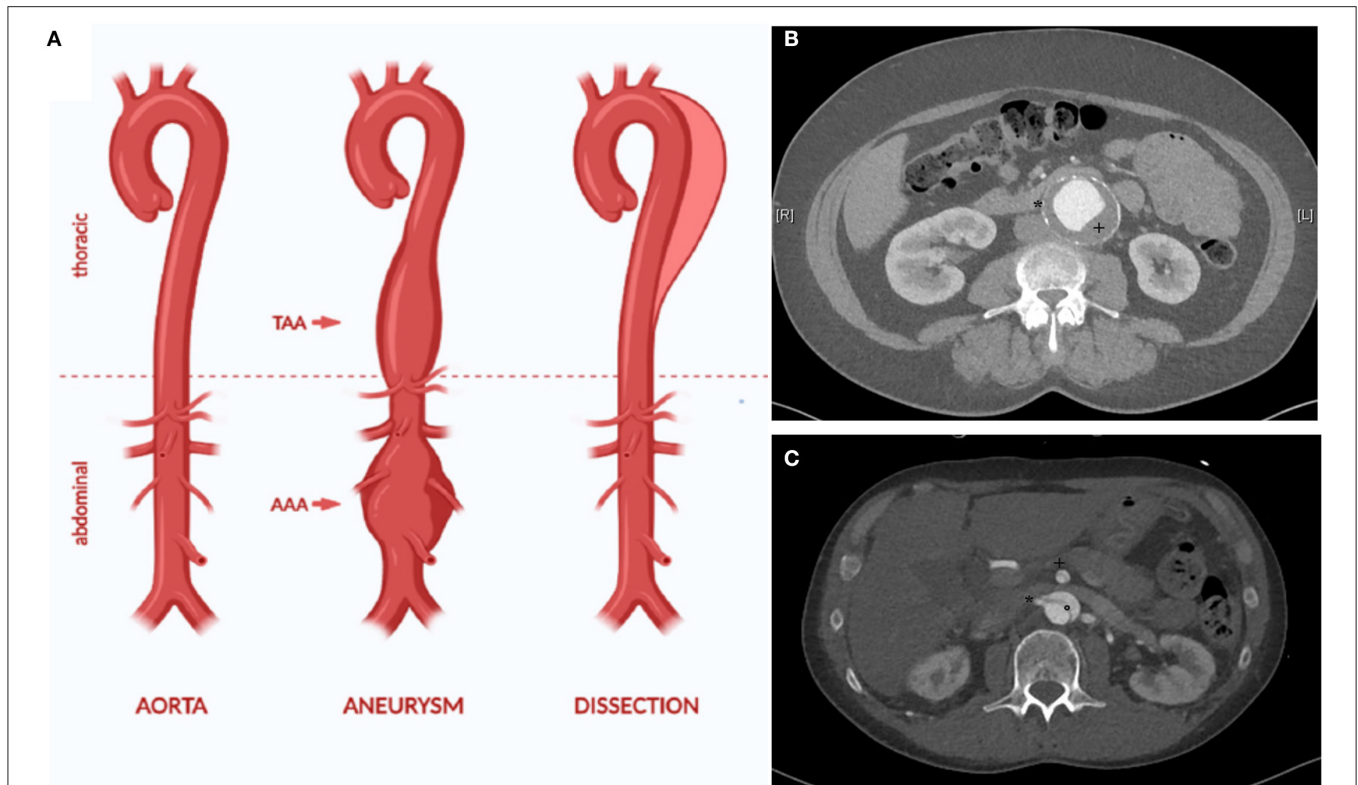 A
thoracic
TAA
abdominal
AAA
AORTA
ANEURYSM
DISSECTION
B
*
+
[R]
[L]
C
+
*
°